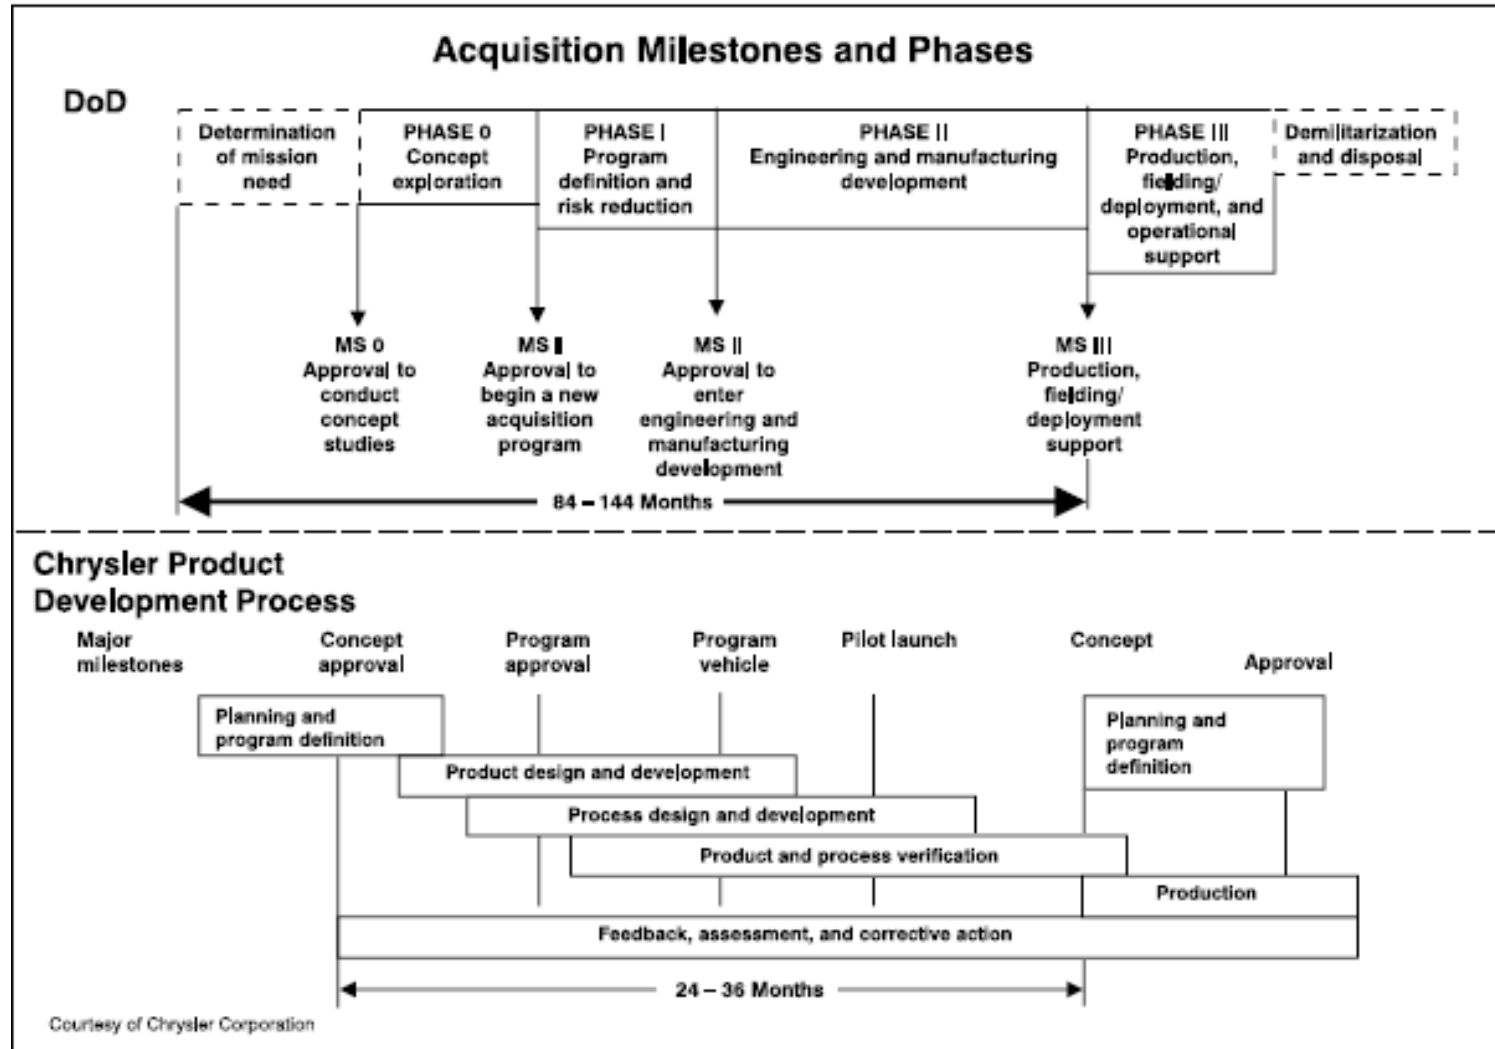 Acquisition Milestones and Phases
DoD
Determination
of mission
need
PHASE 0
Concept
exploration
PHASE I
Program
definition and
risk reduction
PHASE II
Engineering and manufacturing
development
PHASE III
Production,
fielding/
deployment, and
operational
support
Demilitarization
and disposal
MS 0
Approval to
conduct
concept
studies
MS I
Approval to
begin a new
acquisition
program
MS II
Approval to
enter
engineering and
manufacturing
development
MS III
Production,
fielding/
deployment
support
84 – 144 Months
Chrysler Product
Development Process
Major
milestones
Concept
approval
Program
approval
Program
vehicle
Pilot launch
Concept
Approval
Planning and
program definition
Planning and
program
definition
Product design and development
Process design and development
Product and process verification
Production
Feedback, assessment, and corrective action
24 – 36 Months
Courtesy of Chrysler Corporation